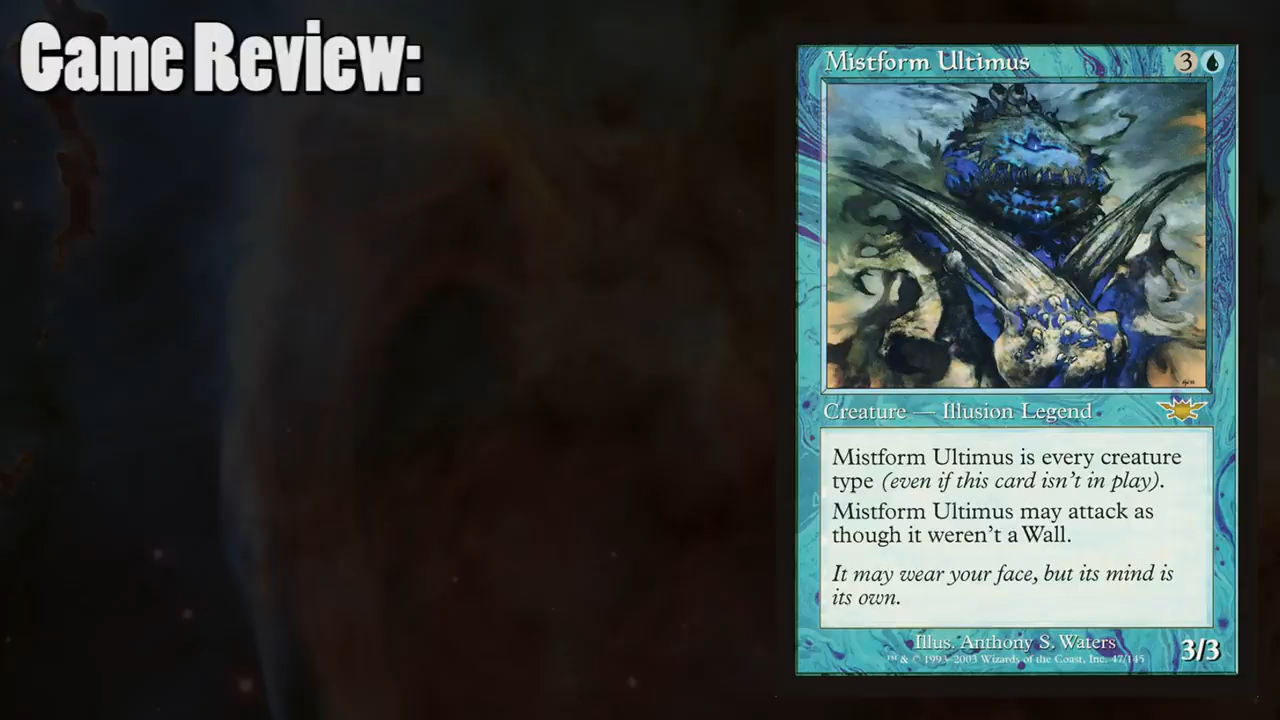 Game Review:
Mistform Ultimus 3
Creature — Illusion Legend
Mistform Ultimus is every creature
type (even if this card isn't in play).
Mistform Ultimus may attack as
though it weren't a Wall.
It may wear your face, but its mind is
its own.
Illus. Anthony S. Waters
™ & © 1993–2003 Wizards of the Coast, Inc. 47/145
3/3